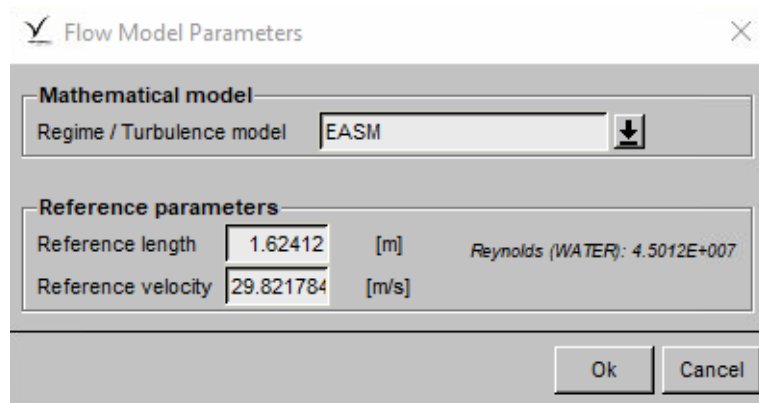 Flow Model Parameters
Mathematical model
Regime / Turbulence model EASM
Reference parameters
Reference length 1.62412 [m] Reynolds (WATER): 4.5012E+007
Reference velocity 29.821784 [m/s]
Ok Cancel